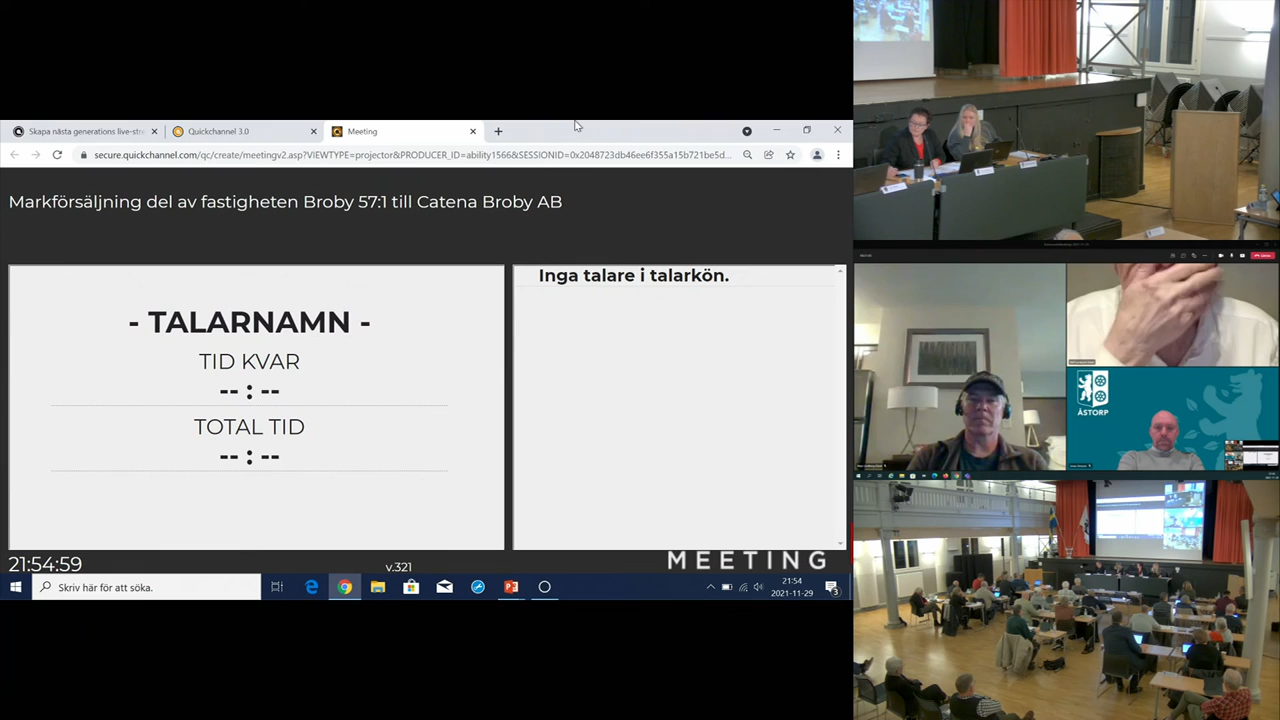 Skapa nästa generations live-stre
Quickchannel 3.0
Meeting
secure.quickchannel.com/qc/create/meetingv2.asp?VIEWTYPE=projector&PRODUCER_ID=ability1566&SESSIONID=0x2048723db46ee6f355a15b721be5d...
Markförsäljning del av fastigheten Broby 57:1 till Catena Broby AB
- TALARNAMN -
TID KVAR
-- : --
TOTAL TID
-- : --
Inga talare i talarkön.
21:54:59
v.321
MEETING
Skriv här för att söka.
21:54
2021-11-29
3
ÅSTORP